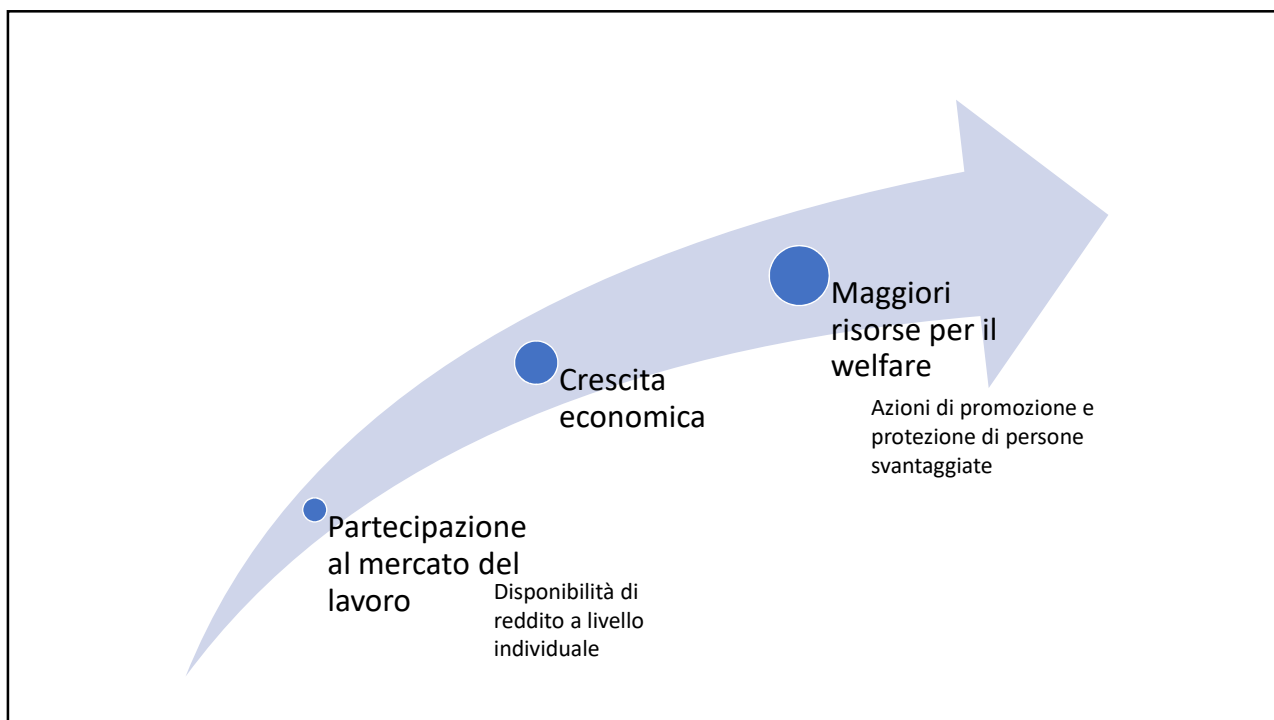 Maggiori
risorse per il
welfare
Azioni di promozione e
protezione di persone
svantaggiate
Crescita
economica
Partecipazione
al mercato del
lavoro
Disponibilità di
reddito a livello
individuale